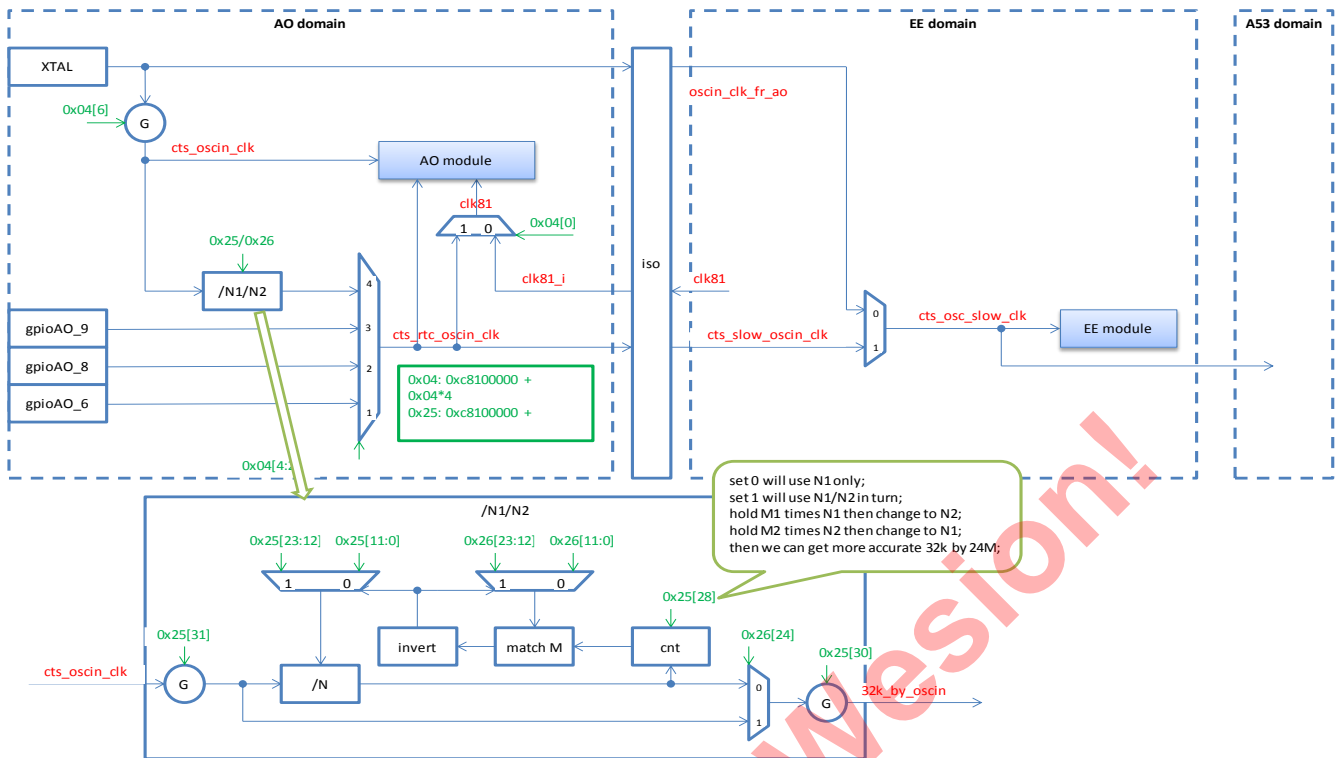 AO domain
EE domain
A53 domain
XTAL
oscin_clk_fr_ao
0x04[6]
G
cts_oscin_clk
AO module
clk81
1 0
0x04[0]
0x25/0x26
iso
/N1/N2
4
clk81_i
clk81
gpioAO_9
3
cts_rtc_oscin_clk
cts_slow_oscin_clk
0
1
cts_osc_slow_clk
EE module
gpioAO_8
2
gpioAO_6
1
0x04: 0xc8100000 +
0x04*4
0x25: 0xc8100000 +
0x04[4:2
set 0 will use N1 only;
set 1 will use N1/N2 in turn;
hold M1 times N1 then change to N2;
hold M2 times N2 then change to N1;
then we can get more accurate 32k by 24M;
/N1/N2
0x25[23:12]
0x25[11:0]
0x26[23:12]
0x26[11:0]
1 0
1 0
0x25[28]
0x25[31]
invert
match M
cnt
0x26[24]
0x25[30]
cts_oscin_clk
G
/N
0
1
G
32k_by_oscin
Wesion!